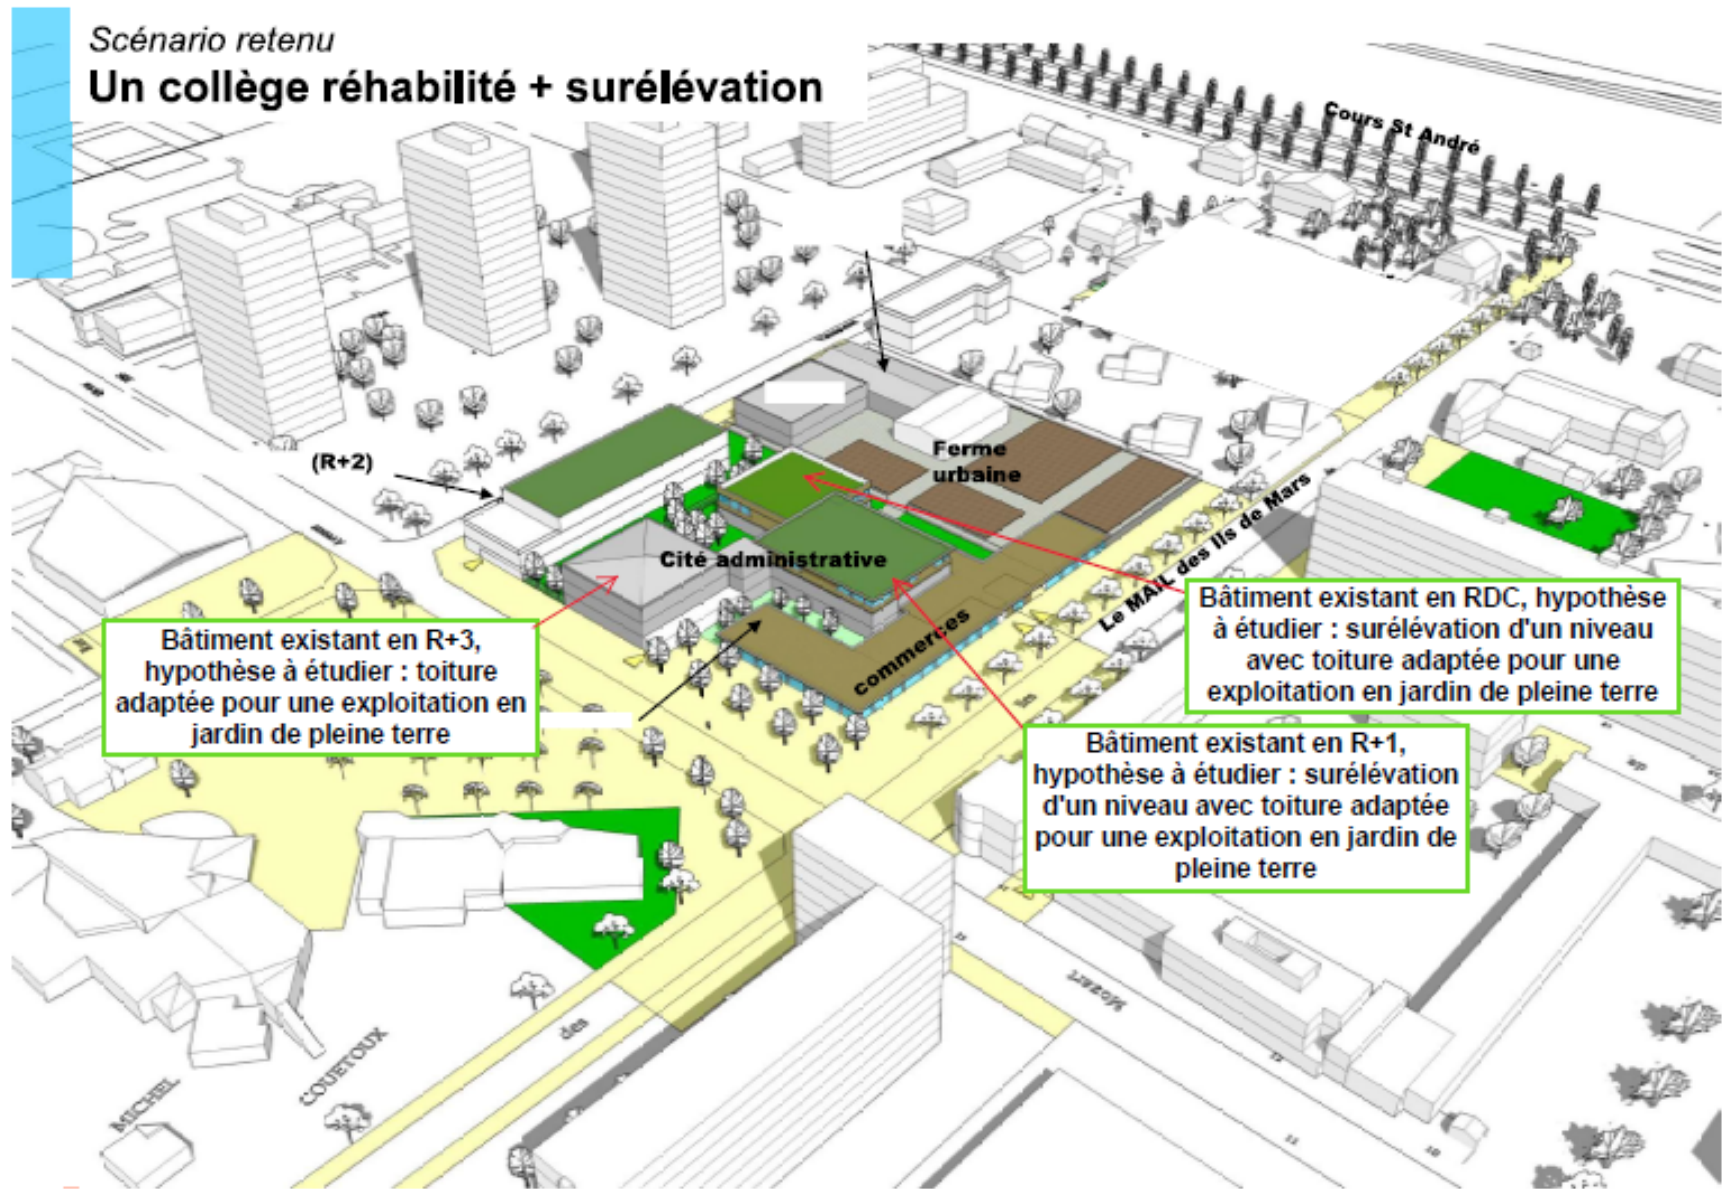 Scénario retenu
Un collège réhabilité + surélévation
Cours St André
(R+2)
Ferme
urbaine
Cité administrative
Le MAIL des Ils de Mars
commerces
Bâtiment existant en R+3,
hypothèse à étudier : toiture
adaptée pour une exploitation en
jardin de pleine terre
Bâtiment existant en RDC, hypothèse
à étudier : surélévation d'un niveau
avec toiture adaptée pour une
exploitation en jardin de pleine terre
Bâtiment existant en R+1,
hypothèse à étudier : surélévation
d'un niveau avec toiture adaptée
pour une exploitation en jardin de
pleine terre
des
Mozart
MICHEL
COUETOUX